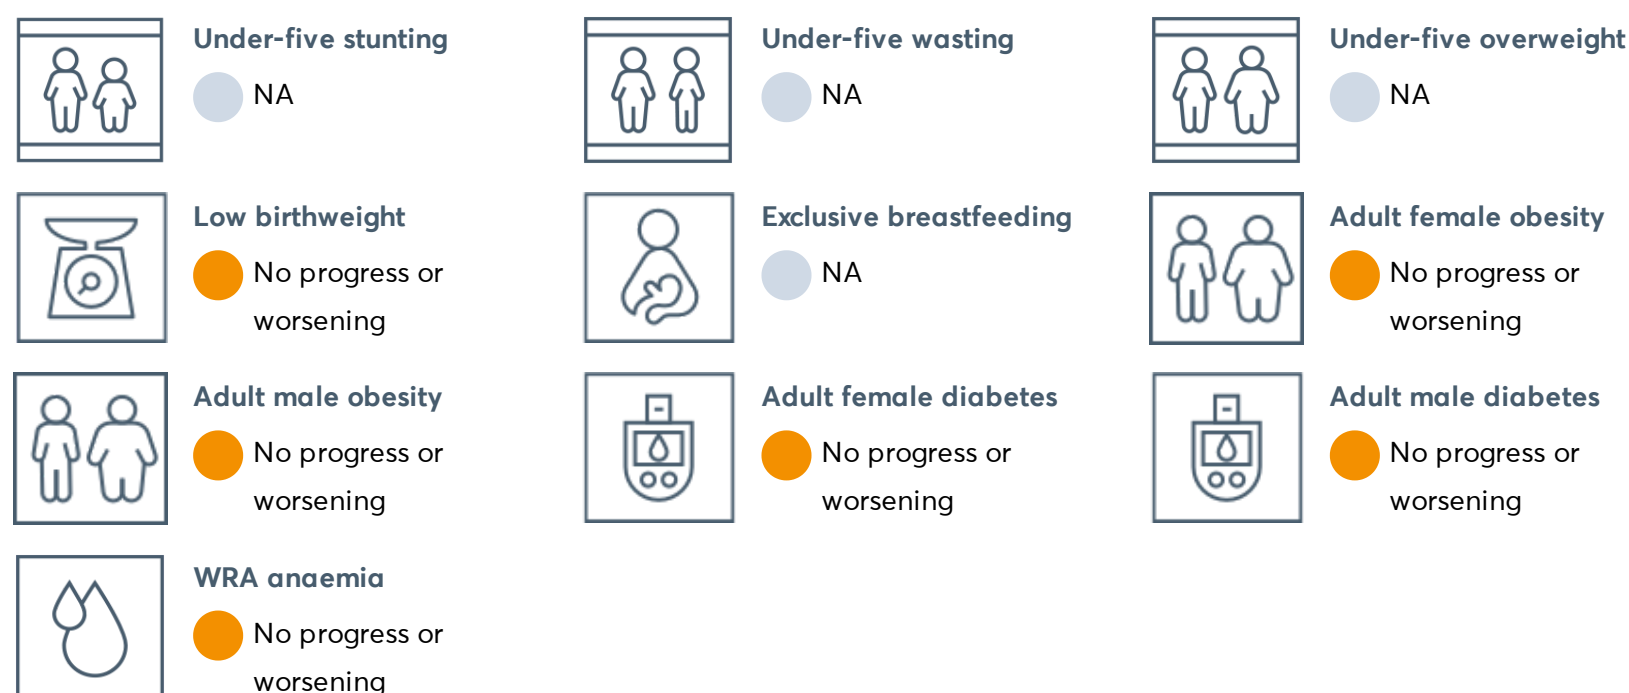 Under-five stunting
NA
Under-five wasting
NA
Under-five overweight
NA
Low birthweight
No progress or
worsening
Exclusive breastfeeding
NA
Adult female obesity
No progress or
worsening
Adult male obesity
No progress or
worsening
Adult female diabetes
No progress or
worsening
Adult male diabetes
No progress or
worsening
WRA anaemia
No progress or
worsening